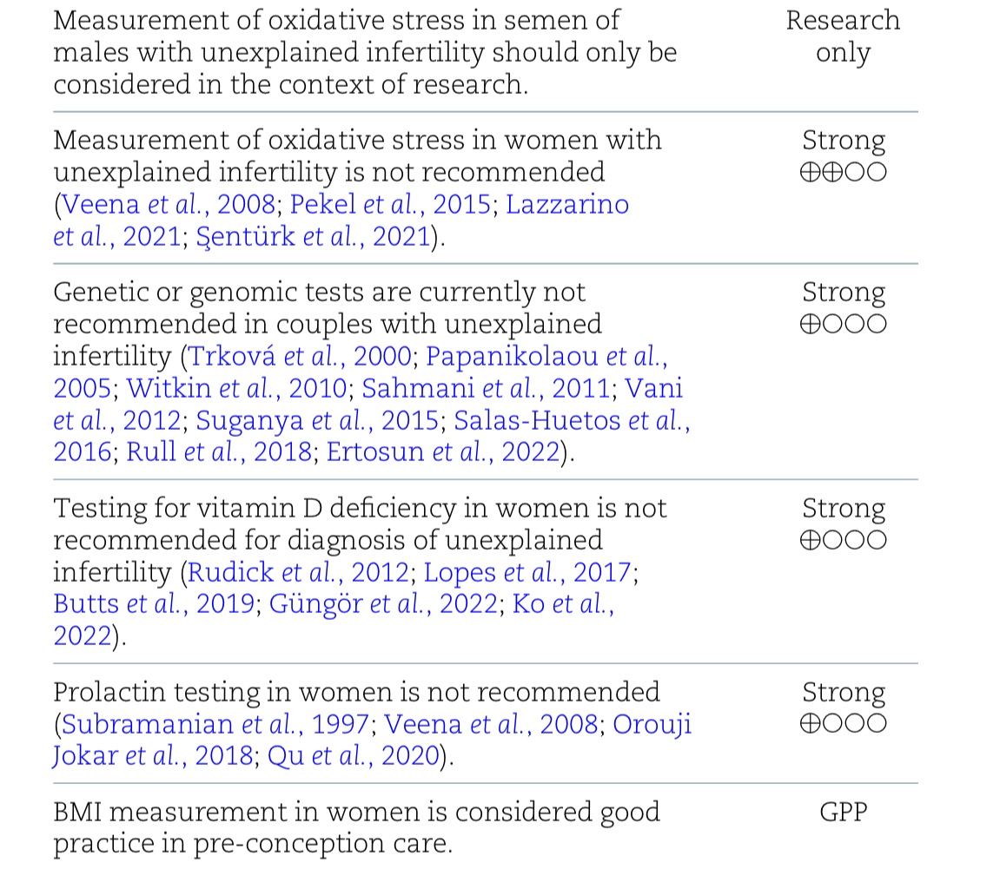 Measurement of oxidative stress in semen of
Research
males with unexplained infertility should only be
only
considered in the context of research.
Measurement of oxidative stress in women with
Strong
unexplained infertility is not recommended
⊕⊕○○
(Veena et al., 2008; Pekel et al., 2015; Lazzarino
et al., 2021; Şentürk et al., 2021).
Genetic or genomic tests are currently not
Strong
recommended in couples with unexplained
⊕○○○
infertility (Trková et al., 2000; Papanikolaou et al.,
2005; Witkin et al., 2010; Sahmani et al., 2011; Vani
et al., 2012; Suganya et al., 2015; Salas-Huetos et al.,
2016; Rull et al., 2018; Ertosun et al., 2022).
Testing for vitamin D deficiency in women is not
Strong
recommended for diagnosis of unexplained
⊕○○○
infertility (Rudick et al., 2012; Lopes et al., 2017;
Butts et al., 2019; Güngör et al., 2022; Ko et al.,
2022).
Prolactin testing in women is not recommended
Strong
(Subramanian et al., 1997; Veena et al., 2008; Orouji
⊕○○○
Jokar et al., 2018; Qu et al., 2020).
BMI measurement in women is considered good
GPP
practice in pre-conception care.